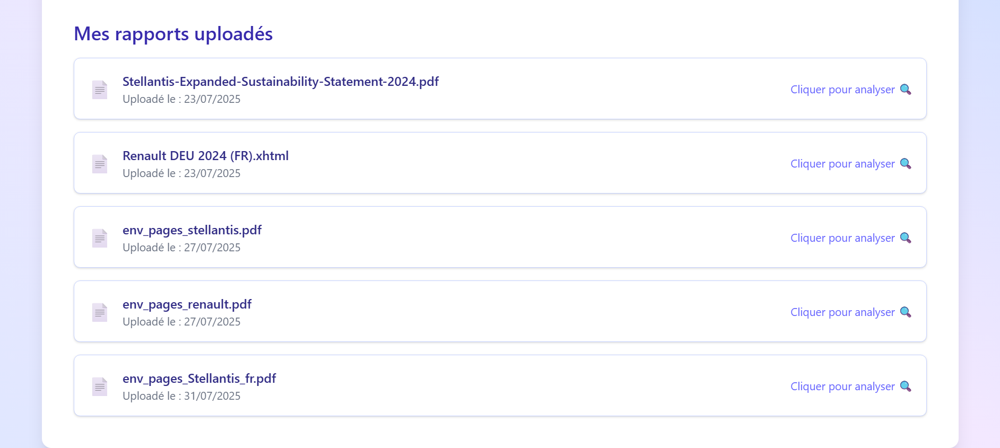 Mes rapports uploadés
Stellantis-Expanded-Sustainability-Statement-2024.pdf
Uploadé le : 23/07/2025
Cliquer pour analyser
Renault DEU 2024 (FR).xhtml
Uploadé le : 23/07/2025
Cliquer pour analyser
env_pages_stellantis.pdf
Uploadé le : 27/07/2025
Cliquer pour analyser
env_pages_renault.pdf
Uploadé le : 27/07/2025
Cliquer pour analyser
env_pages_Stellantis_fr.pdf
Uploadé le : 31/07/2025
Cliquer pour analyser